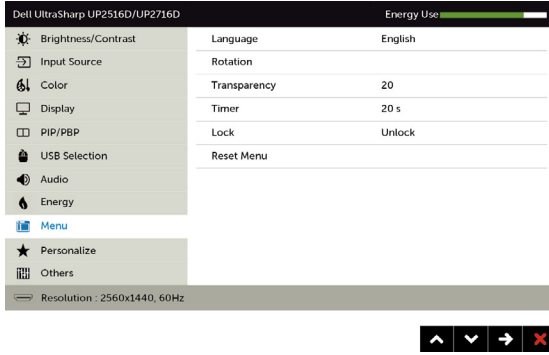 Dell UltraSharp UP2516D/UP2716D Energy Use
Brightness/Contrast
Input Source
Color
Display
PIP/PBP
USB Selection
Audio
Energy
Menu
Personalize
Others
Language English
Rotation
Transparency 20
Timer 20 s
Lock Unlock
Reset Menu
Resolution : 2560x1440, 60Hz